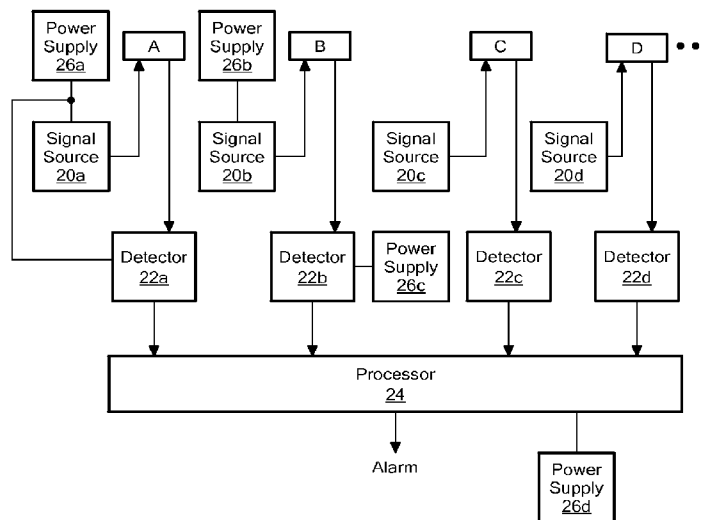 Power
Supply
26a
A
Power
Supply
26b
B
C
D
Signal
Source
20a
Signal
Source
20b
Signal
Source
20c
Signal
Source
20d
Detector
22a
Detector
22b
Power
Supply
26c
Detector
22c
Detector
22d
Processor
24
Alarm
Power
Supply
26d